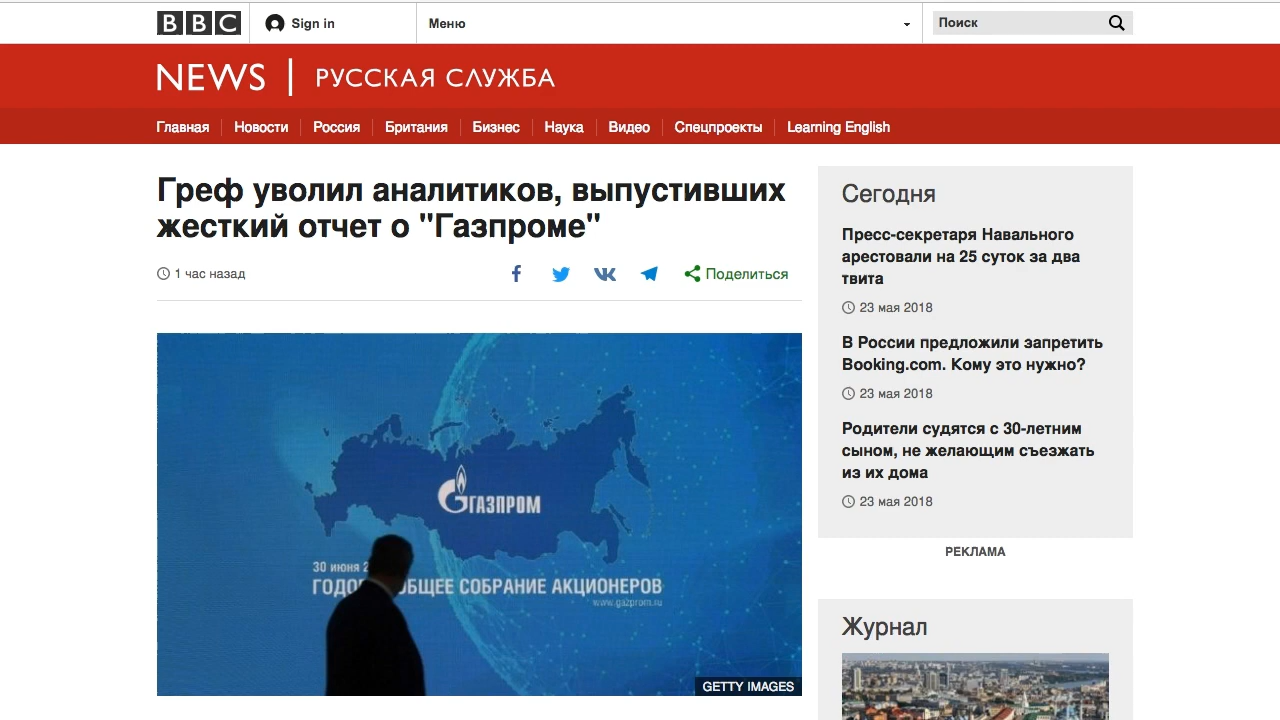 BBC
Sign in
Меню
Поиск
NEWS | РУССКАЯ СЛУЖБА
Главная
Новости
Россия
Британия
Бизнес
Наука
Видео
Спецпроекты
Learning English
Греф уволил аналитиков, выпустивших
жесткий отчет о "Газпроме"
1 час назад
Поделиться
ГАЗПРОМ
30 июня
СОБРАНИЕ АКЦИОНЕРОВ
www.gazprom.ru
GETTY IMAGES
Сегодня
Пресс-секретаря Навального
арестовали на 25 суток за два
твита
23 мая 2018
В России предложили запретить
Booking.com. Кому это нужно?
23 мая 2018
Родители судятся с 30-летним
сыном, не желающим съезжать
из их дома
23 мая 2018
РЕКЛАМА
Журнал